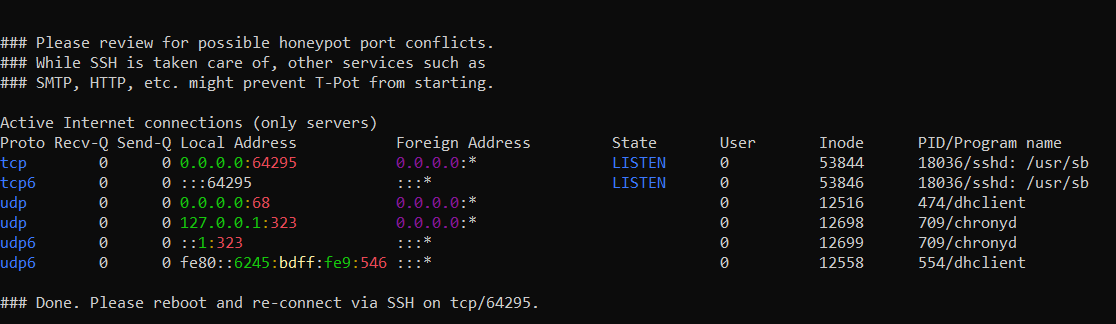 ### Please review for possible honeypot port conflicts.
### While SSH is taken care of, other services such as
### SMTP, HTTP, etc. might prevent T-Pot from starting.
Active Internet connections (only servers)
Proto Recv-Q Send-Q Local Address           Foreign Address         State       User       Inode      PID/Program name
tcp        0      0 0.0.0.0:64295           0.0.0.0:*               LISTEN      0          53844      18036/sshd: /usr/sb
tcp6       0      0 :::64295                :::*                    LISTEN      0          53846      18036/sshd: /usr/sb
udp        0      0 0.0.0.0:68              0.0.0.0:*                           0          12516      474/dhclient
udp        0      0 127.0.0.1:323           0.0.0.0:*                           0          12698      709/chronyd
udp6       0      0 ::1:323                 :::*                                0          12699      709/chronyd
udp6       0      0 fe80::6245:bdff:fe9:546 :::*                                0          12558      554/dhclient
### Done. Please reboot and re-connect via SSH on tcp/64295.